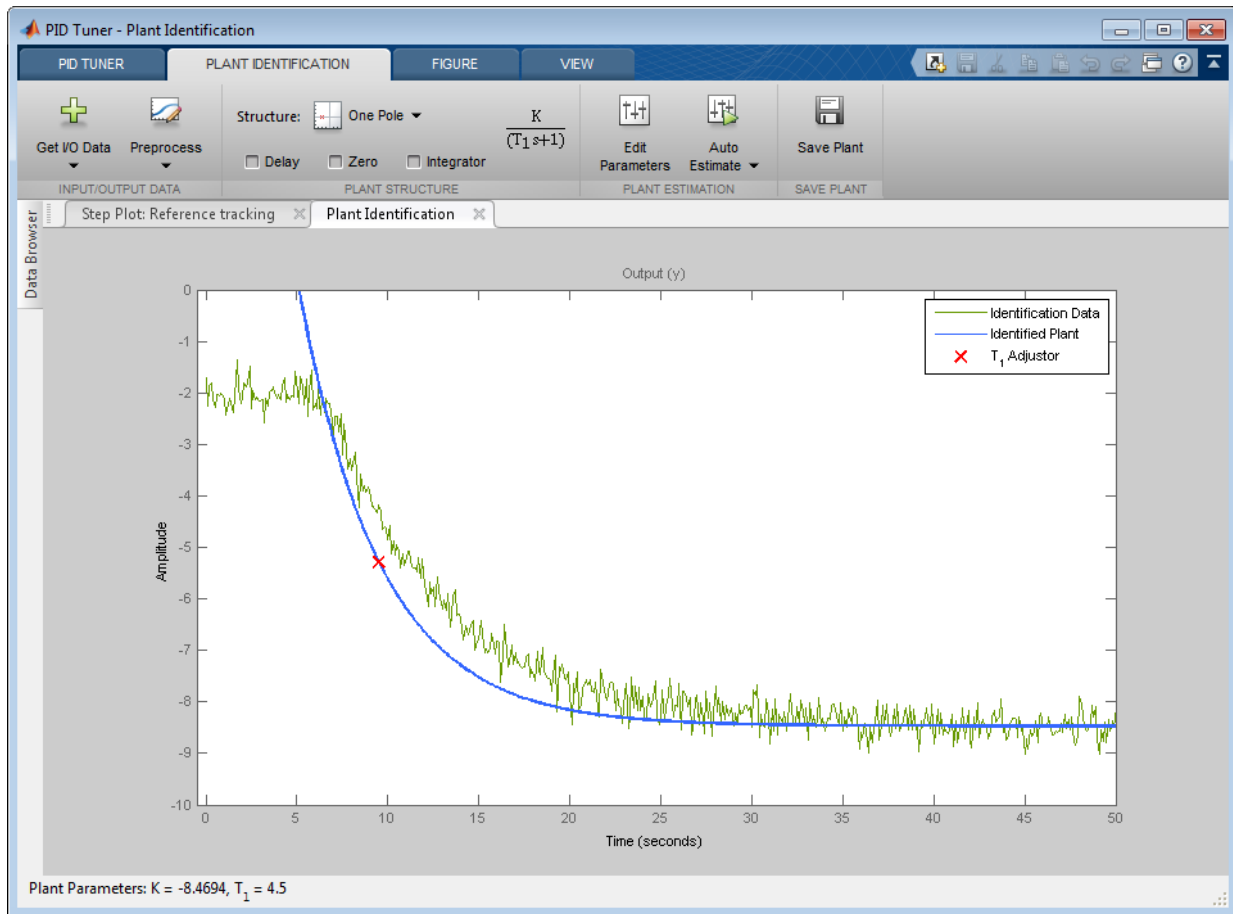 PID Tuner - Plant Identification
PID TUNER
PLANT IDENTIFICATION
FIGURE
VIEW
Get I/O Data
Preprocess
Structure:
One Pole
K
(T1s+1)
Delay
Zero
Integrator
Edit
Parameters
Auto
Estimate
Save Plant
INPUT/OUTPUT DATA
PLANT STRUCTURE
PLANT ESTIMATION
SAVE PLANT
Data Browser
Step Plot: Reference tracking
Plant Identification
Output (y)
Identification Data
Identified Plant
T1 Adjustor
0
-1
-2
-3
-4
-5
-6
-7
-8
-9
-10
Amplitude
0 5 10 15 20 25 30 35 40 45 50
Time (seconds)
Plant Parameters: K = -8.4694, T1 = 4.5